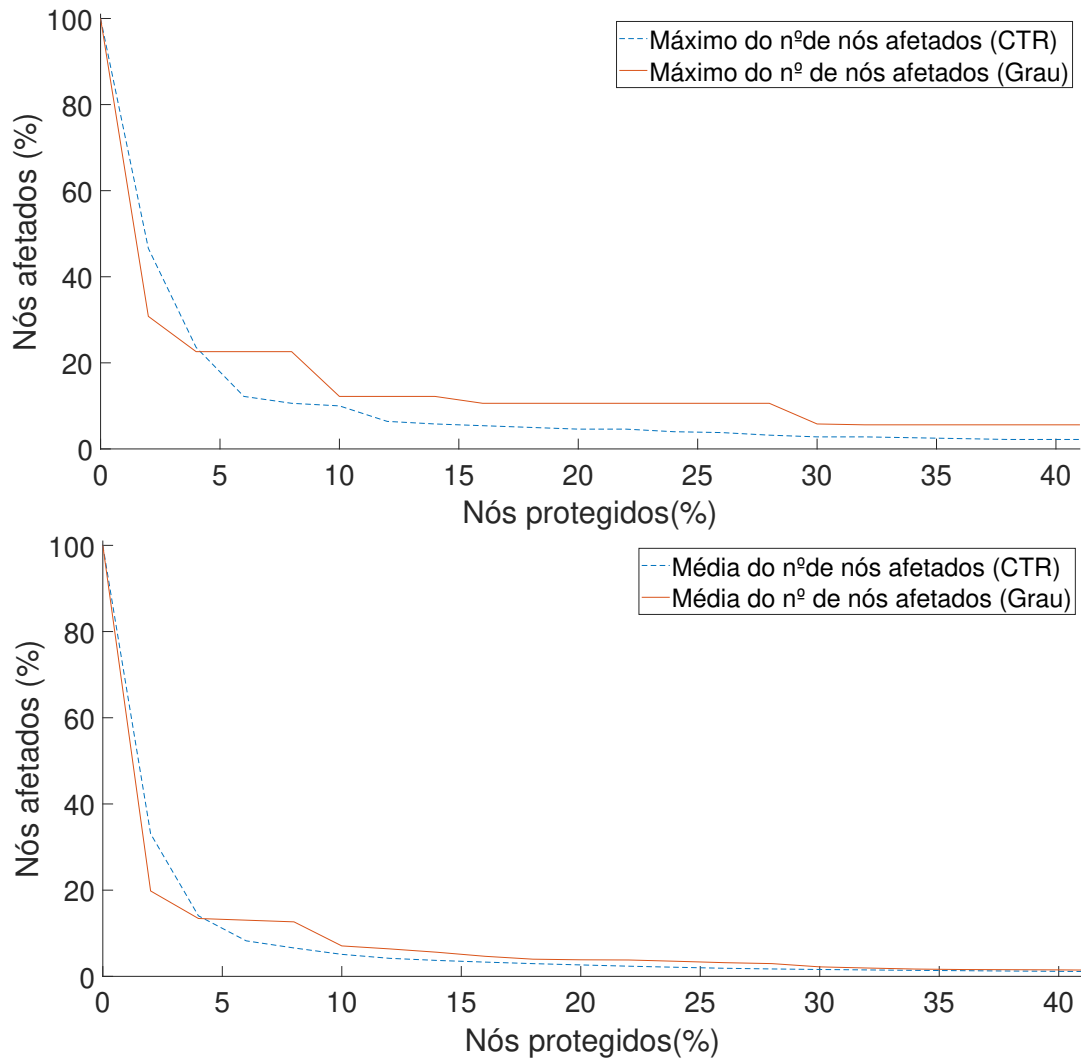 Máximo do nºde nós afetados (CTR)
Máximo do nº de nós afetados (Grau)
Nós afetados (%)
100
80
60
40
20
0
0 5 10 15 20 25 30 35 40
Nós protegidos(%)
Média do nºde nós afetados (CTR)
Média do nº de nós afetados (Grau)
Nós afetados (%)
100
80
60
40
20
0
0 5 10 15 20 25 30 35 40
Nós protegidos(%)